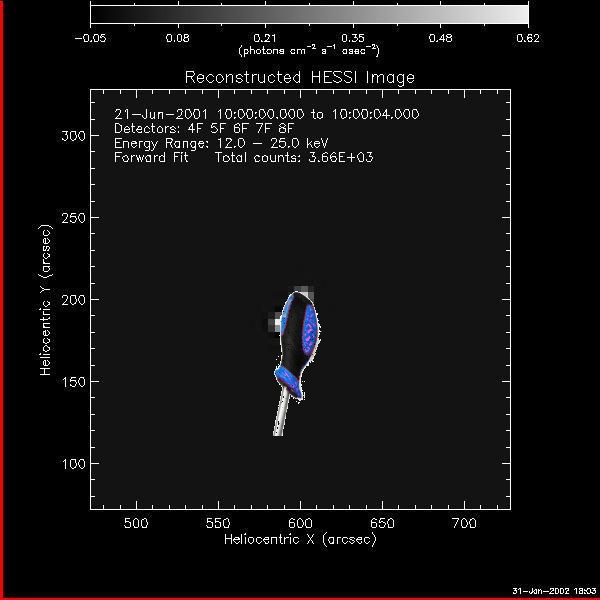 -0.05 0.08 0.21 0.35 0.48 0.62
(photons cm-2 s-1 asec-2)
Reconstructed HESSI Image
21-Jun-2001 10:00:00.000 to 10:00:04.000
Detectors: 4F 5F 6F 7F 8F
Energy Range: 12.0 - 25.0 keV
Forward Fit Total counts: 3.66E+03
300
250
200
150
100
Heliocentric Y (arcsec)
500 550 600 650 700
Heliocentric X (arcsec)
31-Jan-2002 18:03